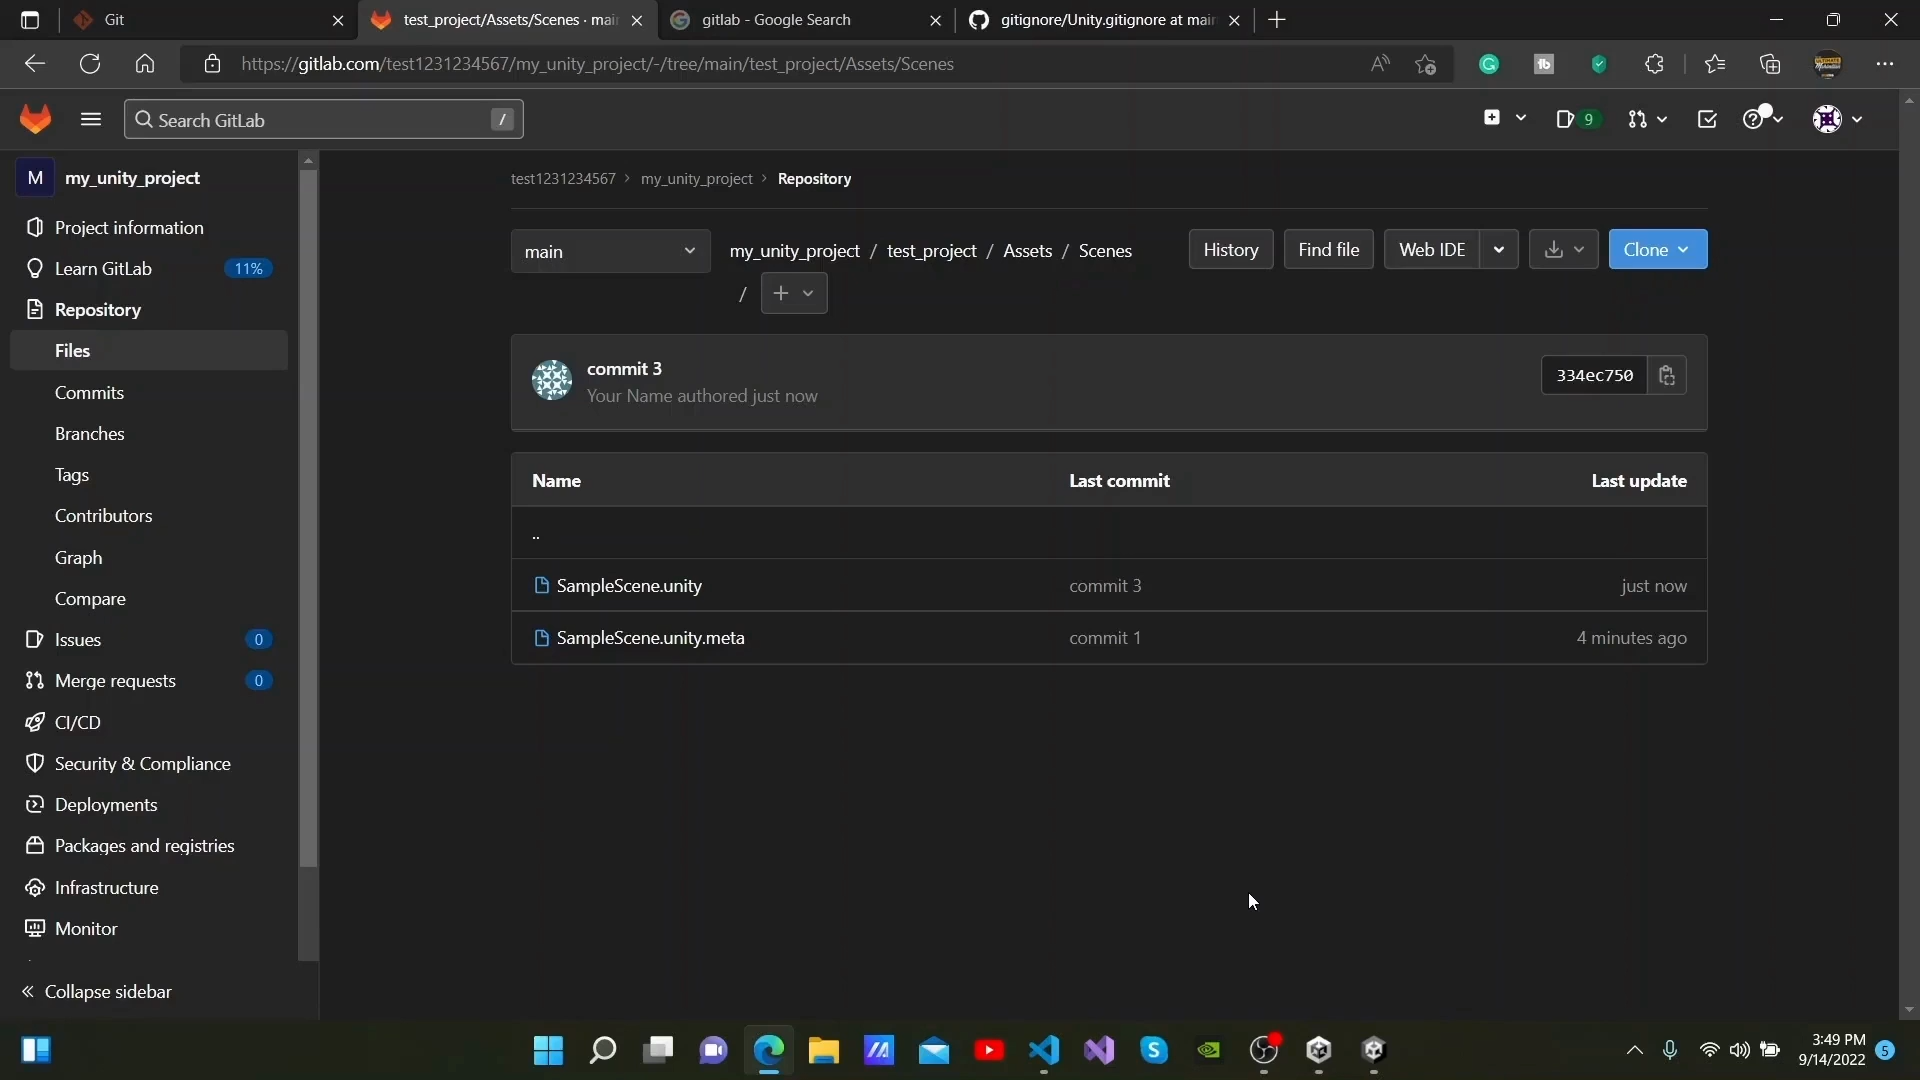 Git
test_project/Assets/Scenes · mai
gitlab - Google Search
gitignore/Unity.gitignore at main
https://gitlab.com/test1231234567/my_unity_project/-/tree/main/test_project/Assets/Scenes
Search GitLab /
9
M my_unity_project
Project information
Learn GitLab 11%
Repository
Files
Commits
Branches
Tags
Contributors
Graph
Compare
Issues 0
Merge requests 0
CI/CD
Security & Compliance
Deployments
Packages and registries
Infrastructure
Monitor
« Collapse sidebar
test1231234567 > my_unity_project > Repository
main
my_unity_project / test_project / Assets / Scenes
/ +
History
Find file
Web IDE
Clone
commit 3
Your Name authored just now
334ec750
Name Last commit Last update
..
SampleScene.unity commit 3 just now
SampleScene.unity.meta commit 1 4 minutes ago
3:49 PM
9/14/2022
5